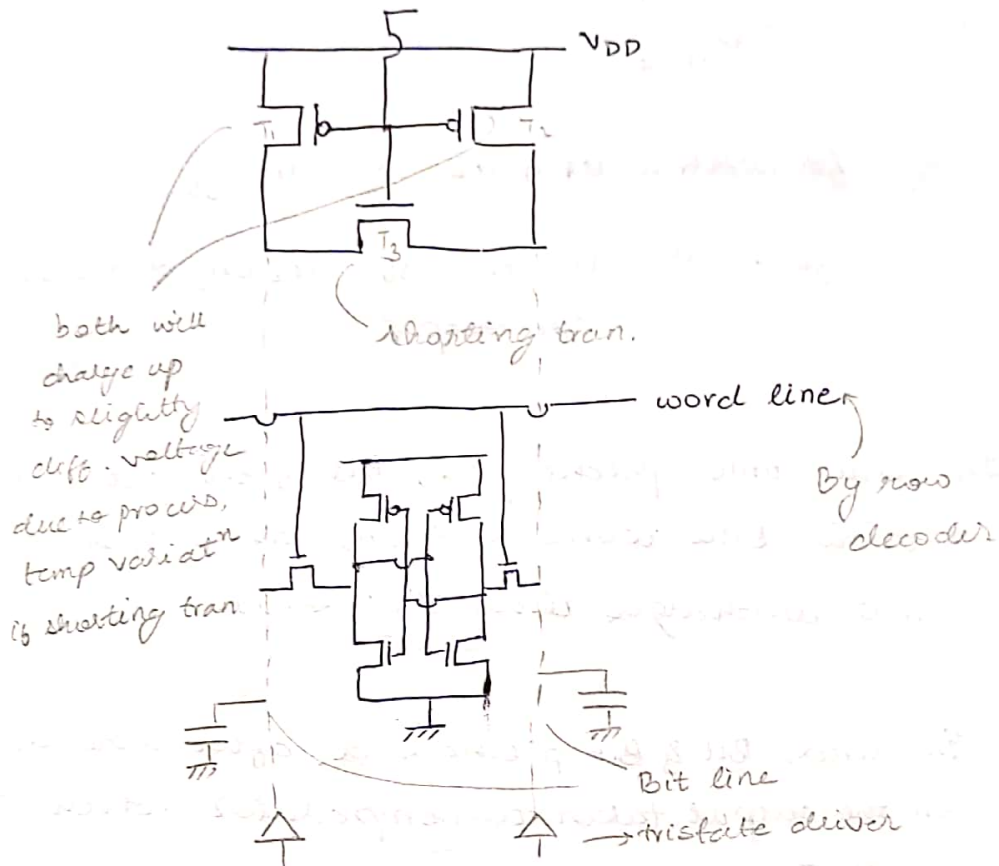 VDD
T1
T2
T3
shorting tran.
both will
charge up
to slightly
diff. voltage
due to process,
temp variatn
if shorting tran
word line
By row
decoder
Bit line
→tristate driver